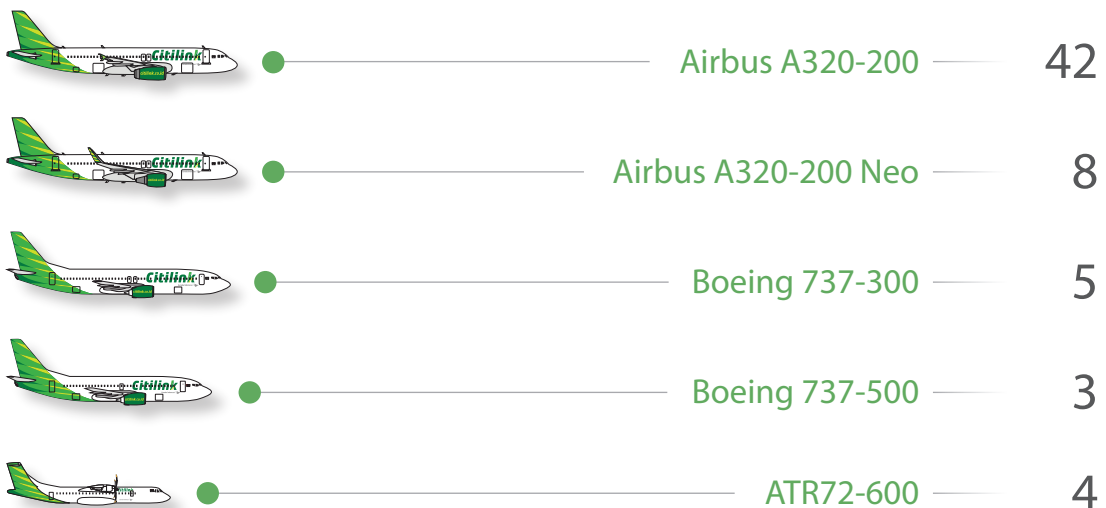 Citilink
Airbus A320-200 42
Citilink
Airbus A320-200 Neo 8
Citilink
Boeing 737-300 5
Citilink
Boeing 737-500 3
ATR72-600 4